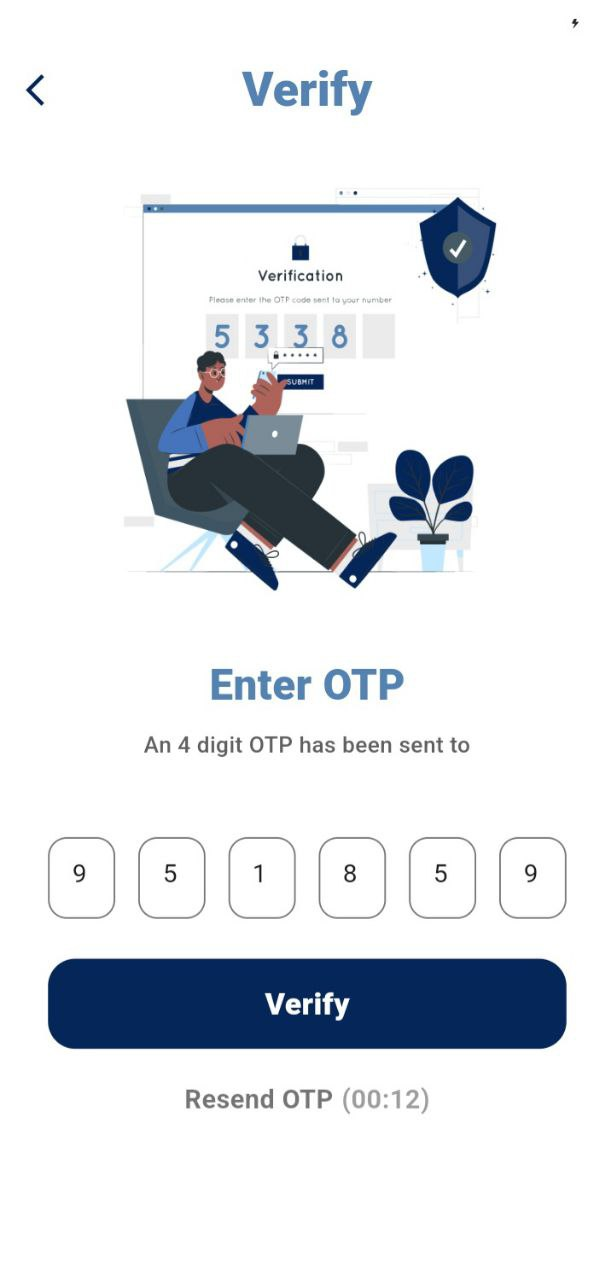 Verify
Verification
Please enter the OTP code sent to your number
5 3 3 8
SUBMIT
Enter OTP
An 4 digit OTP has been sent to
9 5 1 8 5 9
Verify
Resend OTP (00:12)